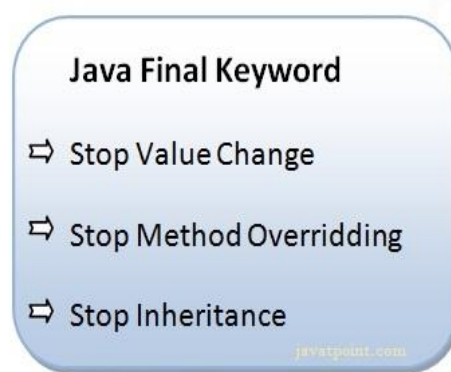 Java Final Keyword
Stop Value Change
Stop Method Overridding
Stop Inheritance
javatpoint.com